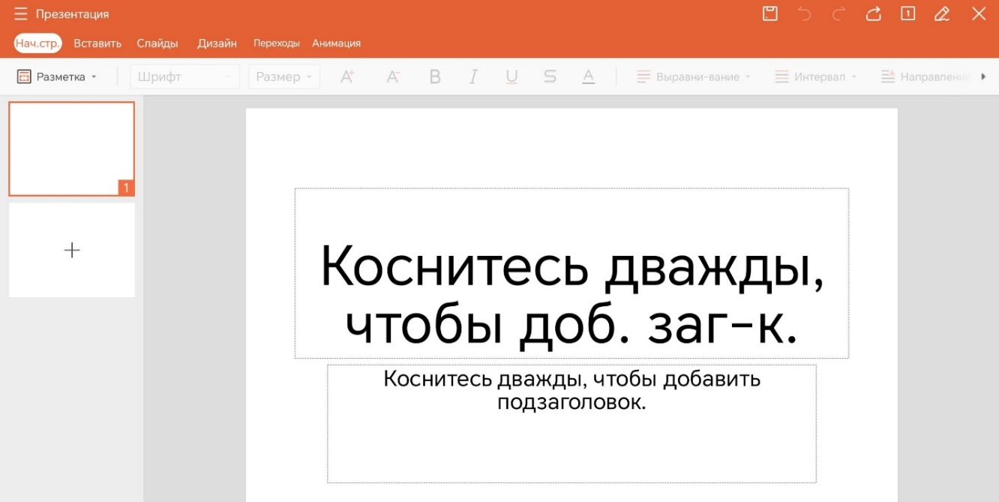 Презентация
1
Нач.стр. Вставить Слайды Дизайн Переходы Анимация
Разметка Шрифт Размер A+ A- B I U S A Выравни-вание Интервал Направлени
1
Коснитесь дважды,
чтобы доб. заг-к.
Коснитесь дважды, чтобы добавить
подзаголовок.